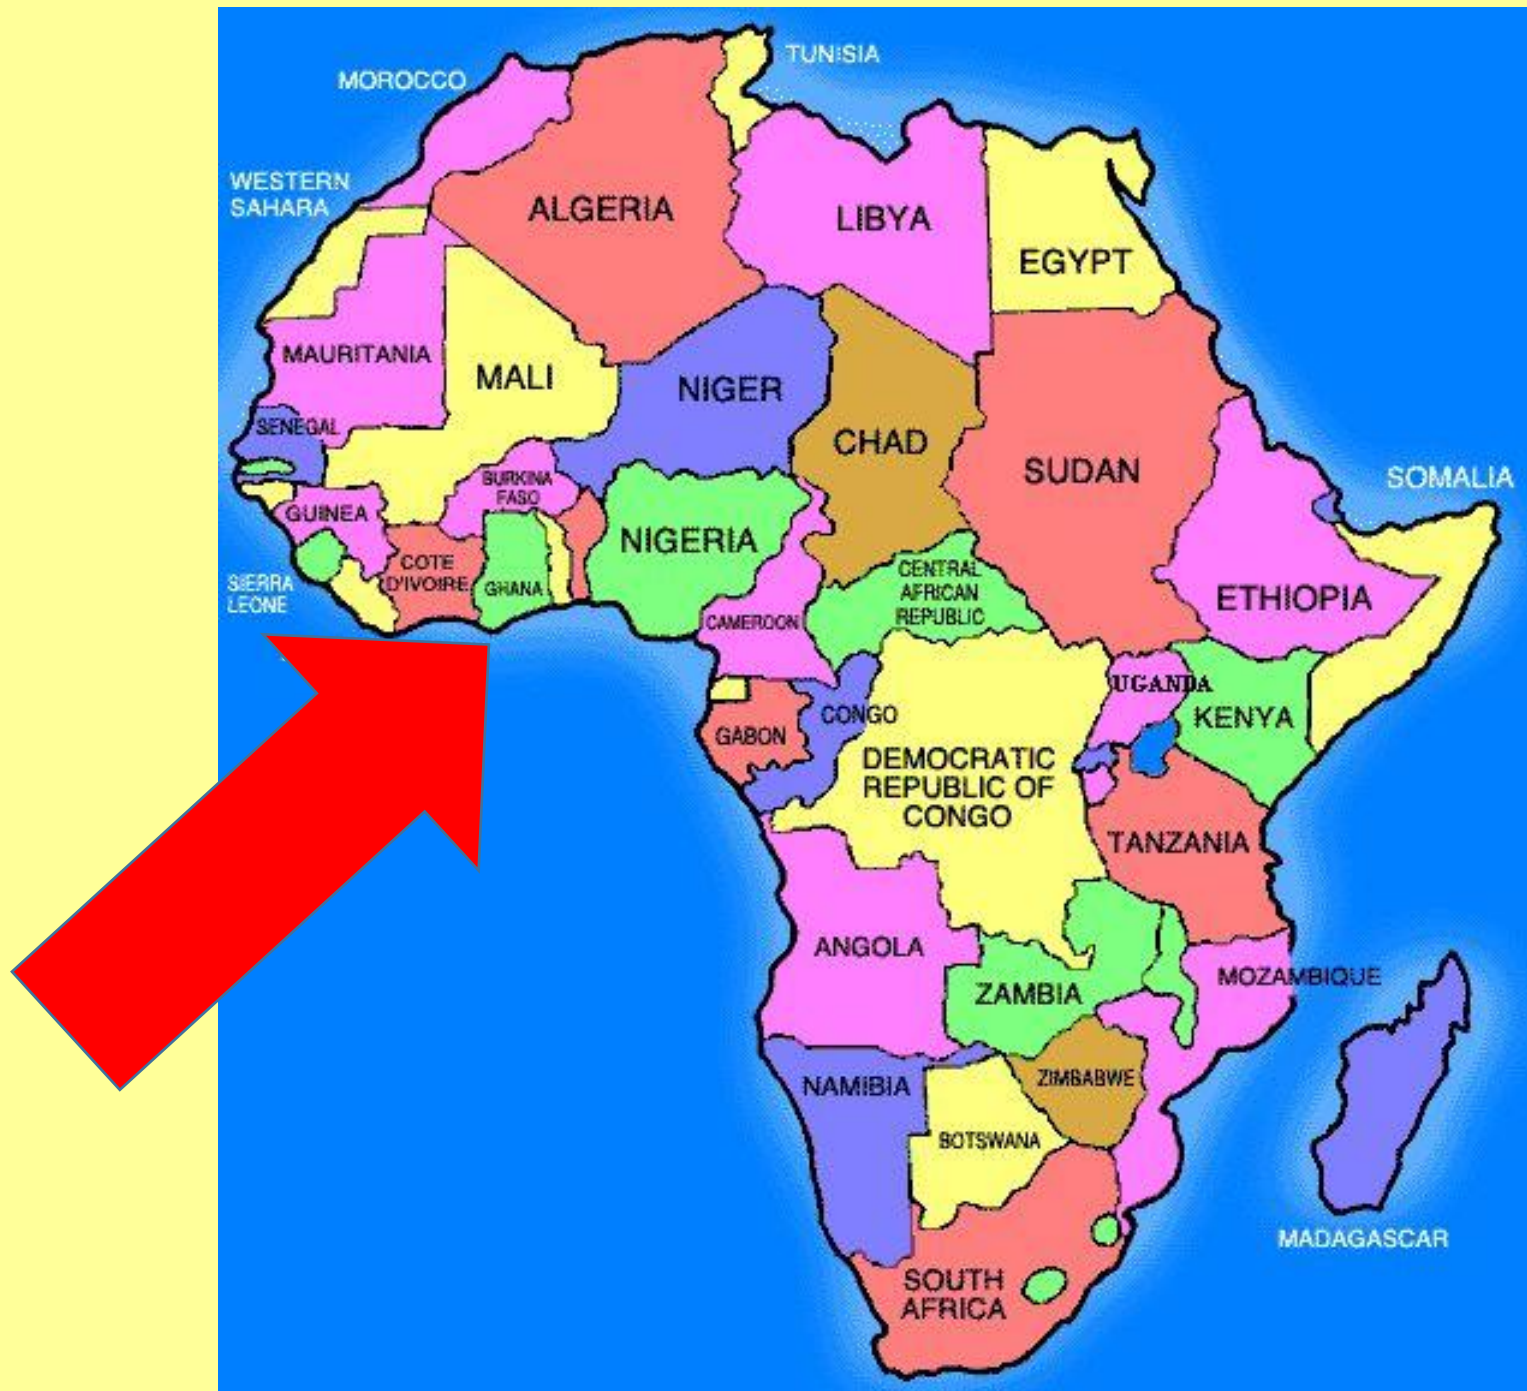 TUNISIA
MOROCCO
WESTERN
SAHARA
ALGERIA
LIBYA
EGYPT
MAURITANIA
MALI
NIGER
CHAD
SUDAN
SENEGAL
BURKINA
FASO
GUINEA
NIGERIA
SOMALIA
COTE
D'IVOIRE
GHANA
SIERRA
LEONE
CENTRAL
AFRICAN
REPUBLIC
ETHIOPIA
CAMEROON
UGANDA
KENYA
CONGO
GABON
DEMOCRATIC
REPUBLIC OF
CONGO
TANZANIA
ANGOLA
ZAMBIA
MOZAMBIQUE
NAMIBIA
ZIMBABWE
BOTSWANA
MADAGASCAR
SOUTH
AFRICA